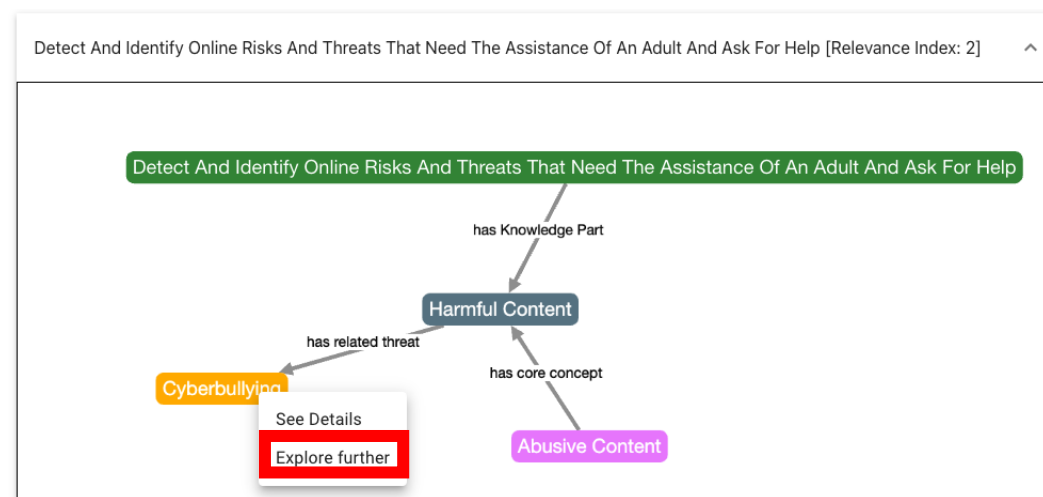 Detect And Identify Online Risks And Threats That Need The Assistance Of An Adult And Ask For Help [Relevance Index: 2]
Detect And Identify Online Risks And Threats That Need The Assistance Of An Adult And Ask For Help
has Knowledge Part
Harmful Content
has related threat
has core concept
Cyberbullying
See Details
Abusive Content
Explore further